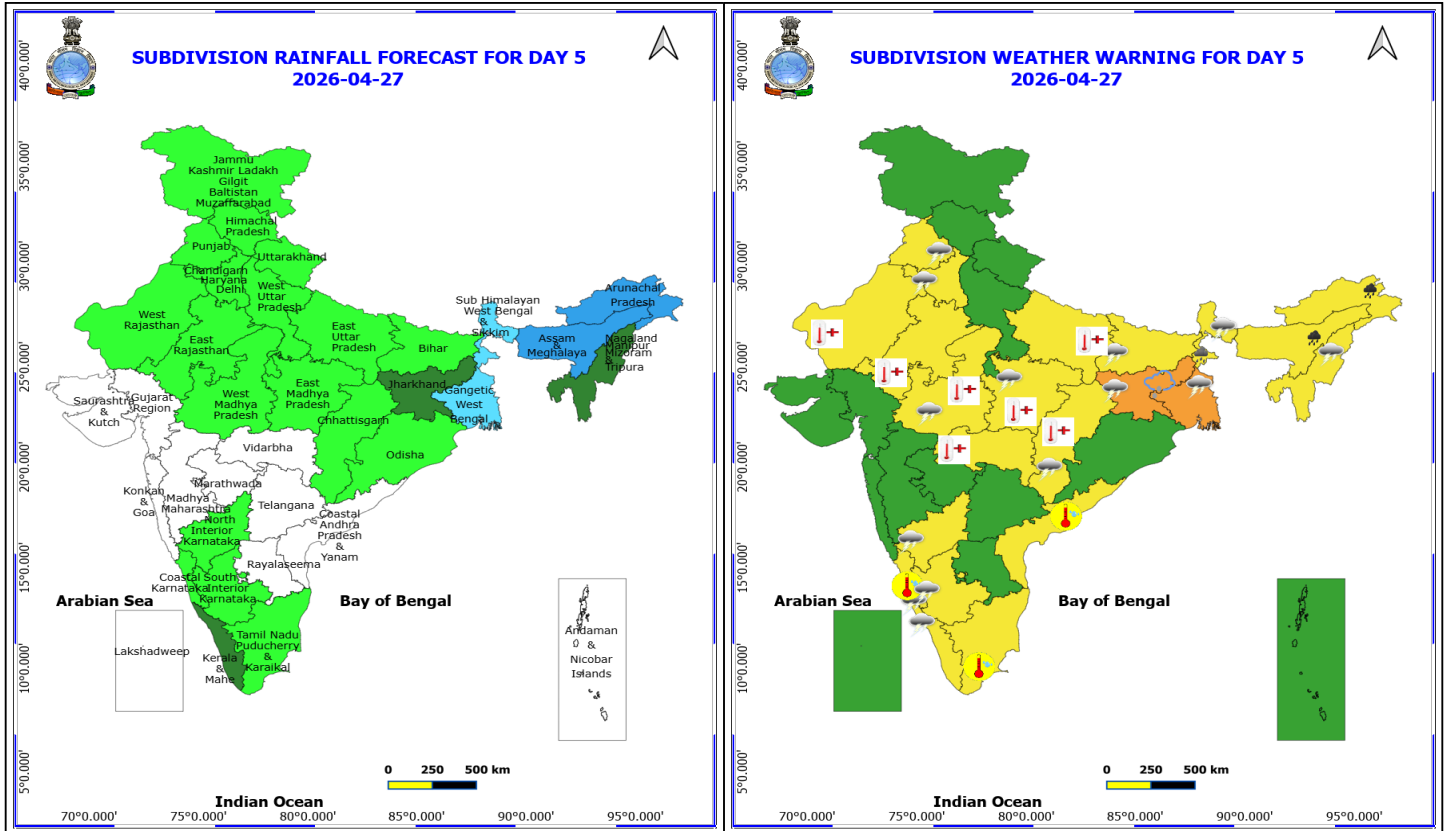 SUBDIVISION RAINFALL FORECAST FOR DAY 5
2026-04-27
40°0.000'
35°0.000'
30°0.000'
25°0.000'
20°0.000'
15°0.000'
10°0.000'
5°0.000'
Jammu
Kashmir Ladakh
Gilgit
Baltistan
Muzaffarabad
Himachal
Pradesh
Punjab
Uttarakhand
Chandigarh
Haryana
Delhi
West
Uttar
Pradesh
West
Rajasthan
East
Rajasthan
East
Uttar
Pradesh
Bihar
Sub Himalayan
West Bengal
&
Sikkim
Arunachal
Pradesh
Assam
&
Meghalaya
Nagaland
Manipur
Mizoram
&
Tripura
Jharkhand
Gangetic
West
Bengal
Saurashtra
&
Kutch
Gujarat
Region
West
Madhya
Pradesh
East
Madhya
Pradesh
Chhattisgarh
Odisha
Vidarbha
Marathwada
Konkan
&
Goa
Madhya
Maharashtra
Telangana
North
Interior
Karnataka
Coastal
Andhra
Pradesh
&
Yanam
Rayalaseema
Coastal
Karnataka
South
Interior
Karnataka
Arabian Sea
Bay of Bengal
Lakshadweep
Kerala
&
Mahe
Tamil Nadu
Puducherry
&
Karaikal
Andaman
&
Nicobar
Islands
0 250 500 km
Indian Ocean
70°0.000' 75°0.000' 80°0.000' 85°0.000' 90°0.000' 95°0.000'
SUBDIVISION WEATHER WARNING FOR DAY 5
2026-04-27
40°0.000'
35°0.000'
30°0.000'
25°0.000'
20°0.000'
15°0.000'
10°0.000'
5°0.000'
Arabian Sea
Bay of Bengal
0 250 500 km
Indian Ocean
70°0.000' 75°0.000' 80°0.000' 85°0.000' 90°0.000' 95°0.000'